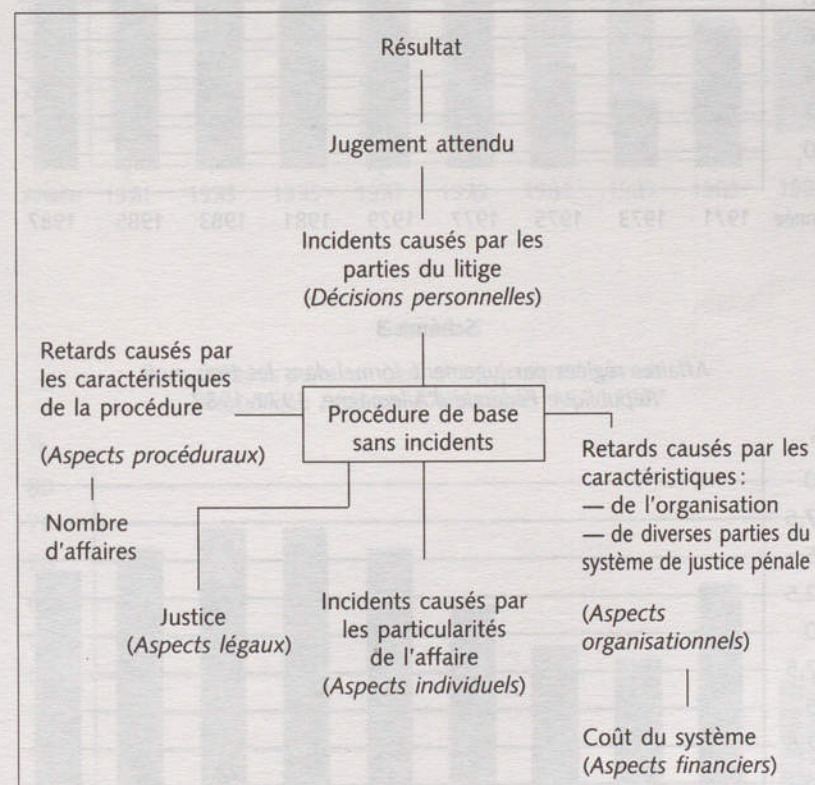 Résultat
Jugement attendu
Incidents causés par les
parties du litige
(Décisions personnelles)
Retards causés par
les caractéristiques
de la procédure
(Aspects procéduraux)
Nombre
d'affaires
Procédure de base
sans incidents
Retards causés par les
caractéristiques :
— de l'organisation
— de diverses parties du
système de justice pénale
(Aspects
organisationnels)
Coût du système
(Aspects financiers)
Justice
(Aspects légaux)
Incidents causés par
les particularités
de l'affaire
(Aspects individuels)